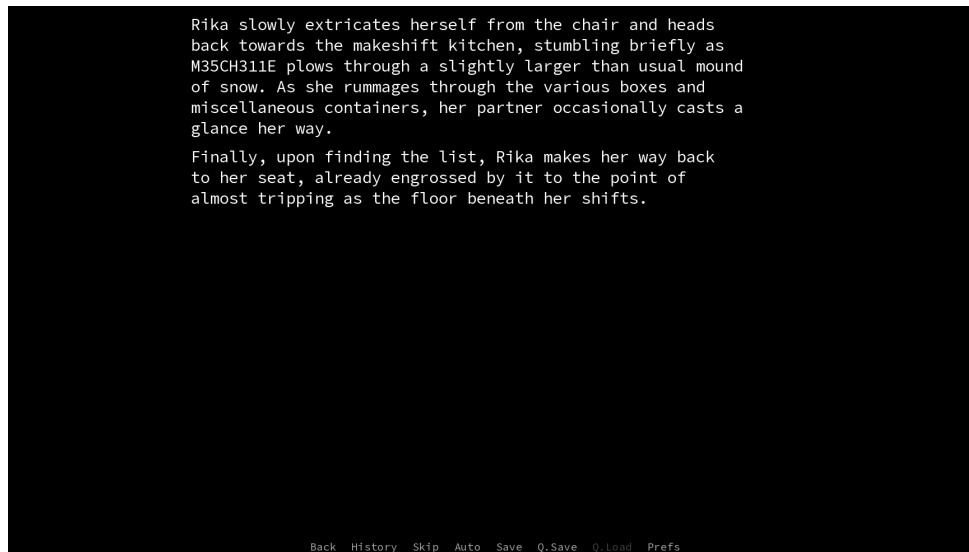 Rika slowly extricates herself from the chair and heads
back towards the makeshift kitchen, stumbling briefly as
M35CH311E plows through a slightly larger than usual mound
of snow. As she rummages through the various boxes and
miscellaneous containers, her partner occasionally casts a
glance her way.
Finally, upon finding the list, Rika makes her way back
to her seat, already engrossed by it to the point of
almost tripping as the floor beneath her shifts.
Back History Skip Auto Save Q.Save Q.Load Prefs